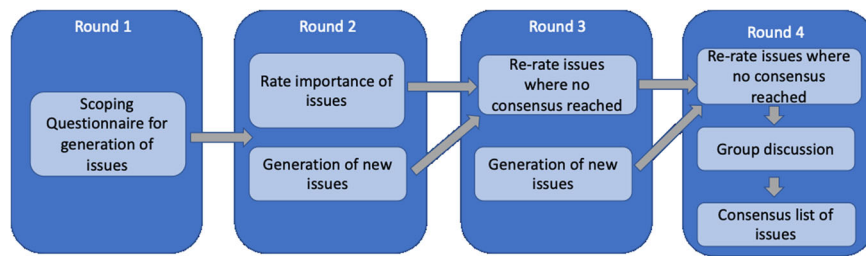 Round 1
Scoping
Questionnaire for
generation of
issues
Round 2
Rate importance of
issues
Generation of new
issues
Round 3
Re-rate issues
where no
consensus reached
Generation of new
issues
Round 4
Re-rate issues where
no consensus
reached
Group discussion
Consensus list of
issues